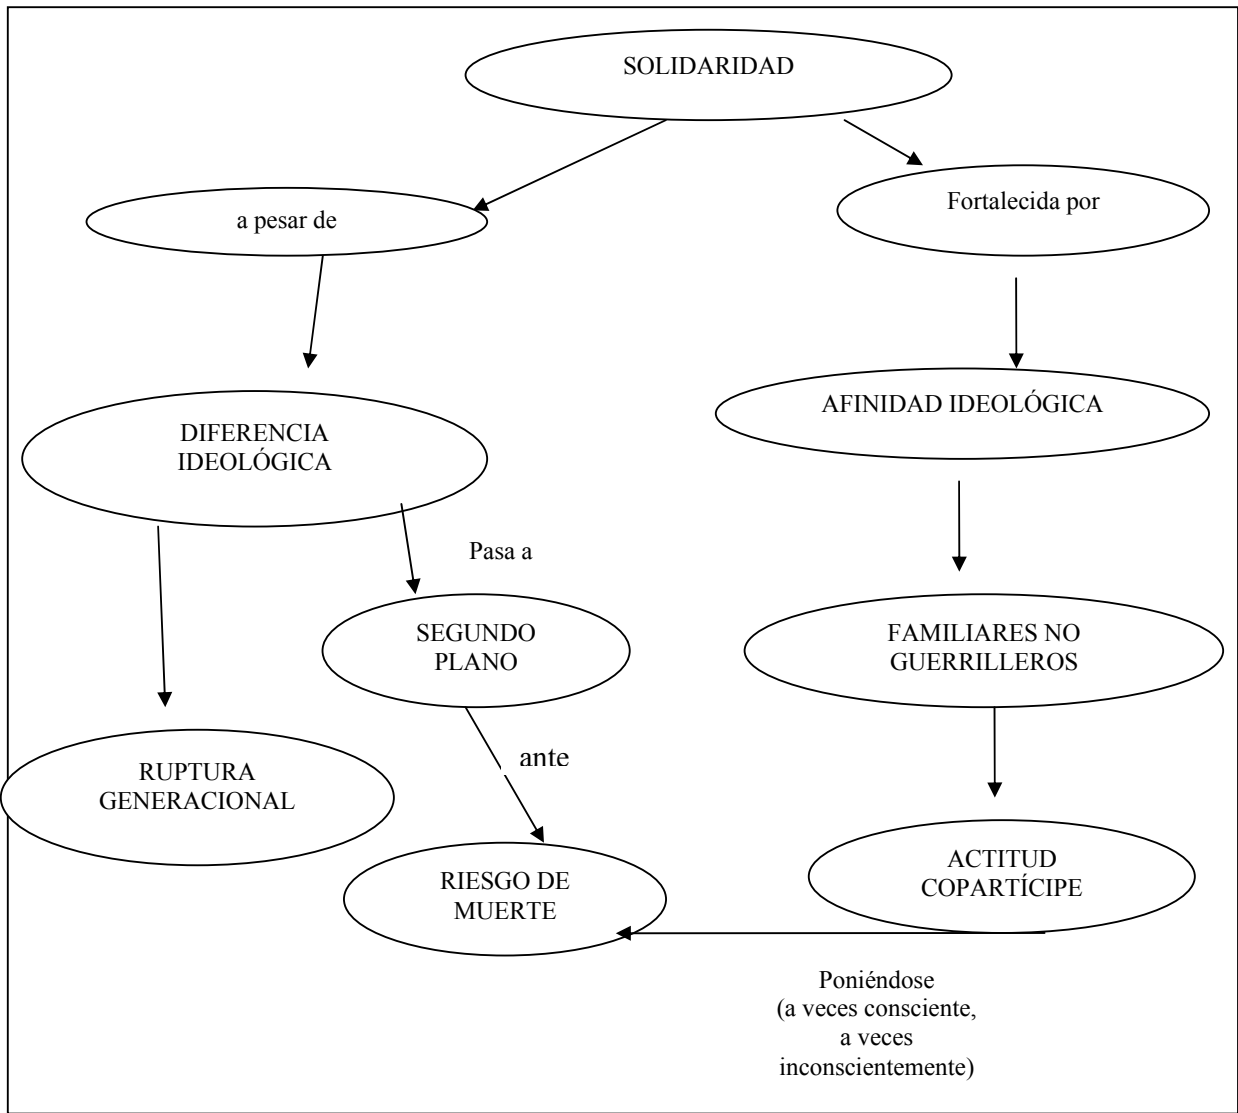 SOLIDARIDAD
a pesar de
Fortalecida por
DIFERENCIA
IDEOLÓGICA
AFINIDAD IDEOLÓGICA
Pasa a
SEGUNDO
PLANO
FAMILIARES NO
GUERRILLEROS
ante
RUPTURA
GENERACIONAL
RIESGO DE
MUERTE
ACTITUD
COPARTÍCIPE
Poniéndose
(a veces consciente,
a veces
inconscientemente)